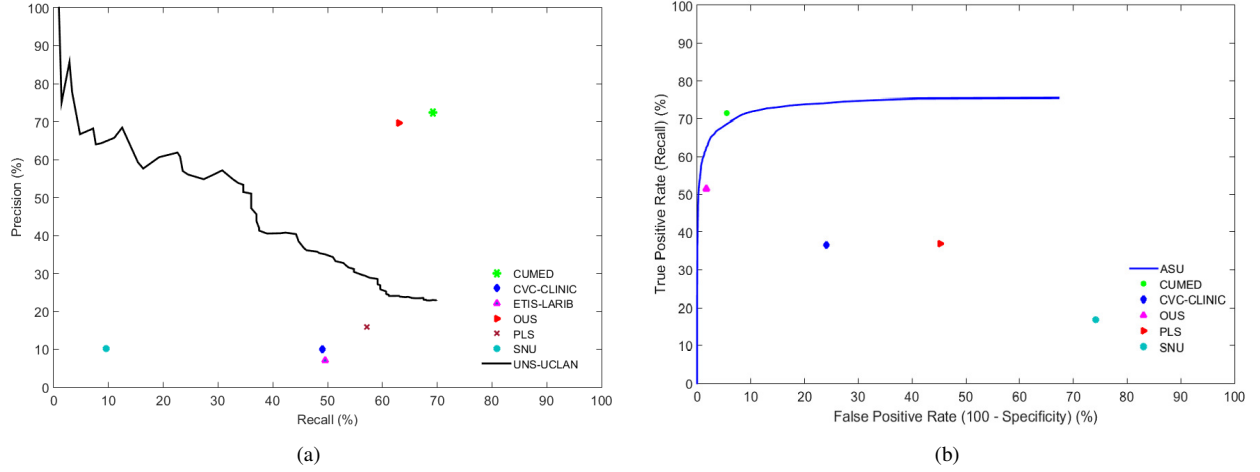 100
90
80
70
60
50
40
30
20
10
0
Precision (%)
CUMED
CVC-CLINIC
ETIS-LARIB
OUS
PLS
SNU
UNS-UCLAN
0 10 20 30 40 50 60 70 80 90 100
Recall (%)
(a)
100
90
80
70
60
50
40
30
20
10
0
True Positive Rate (Recall) (%)
ASU
CUMED
CVC-CLINIC
OUS
PLS
SNU
0 10 20 30 40 50 60 70 80 90 100
False Positive Rate (100 - Specificity) (%)
(b)